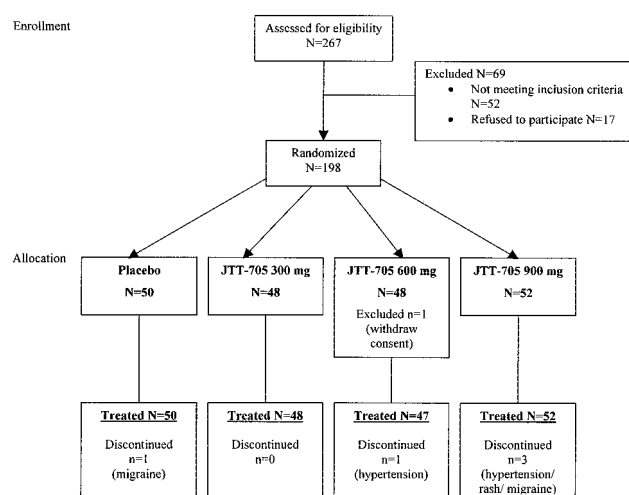 Enrollment
Assessed for eligibility
N=267
Excluded N=69
• Not meeting inclusion criteria
N=52
• Refused to participate N=17
Randomized
N=198
Allocation
Placebo
N=50
JTT-705 300 mg
N=48
JTT-705 600 mg
N=48
Excluded n=1
(withdraw
consent)
JTT-705 900 mg
N=52
Treated N=50
Discontinued
n=1
(migraine)
Treated N=48
Discontinued
n=0
Treated N=47
Discontinued
n=1
(hypertension)
Treated N=52
Discontinued
n=3
(hypertension/
rash/ migraine)